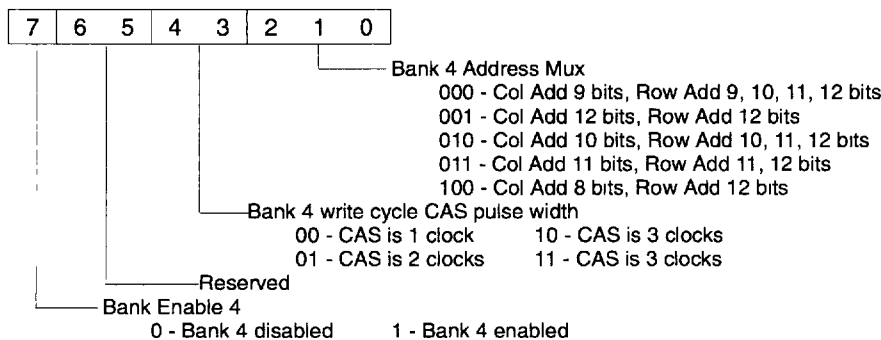 7 6 5 4 3 2 1 0
Bank 4 Address Mux
000 - Col Add 9 bits, Row Add 9, 10, 11, 12 bits
001 - Col Add 12 bits, Row Add 12 bits
010 - Col Add 10 bits, Row Add 10, 11, 12 bits
011 - Col Add 11 bits, Row Add 11, 12 bits
100 - Col Add 8 bits, Row Add 12 bits
Bank 4 write cycle CAS pulse width
00 - CAS is 1 clock 10 - CAS is 3 clocks
01 - CAS is 2 clocks 11 - CAS is 3 clocks
Reserved
Bank Enable 4
0 - Bank 4 disabled 1 - Bank 4 enabled